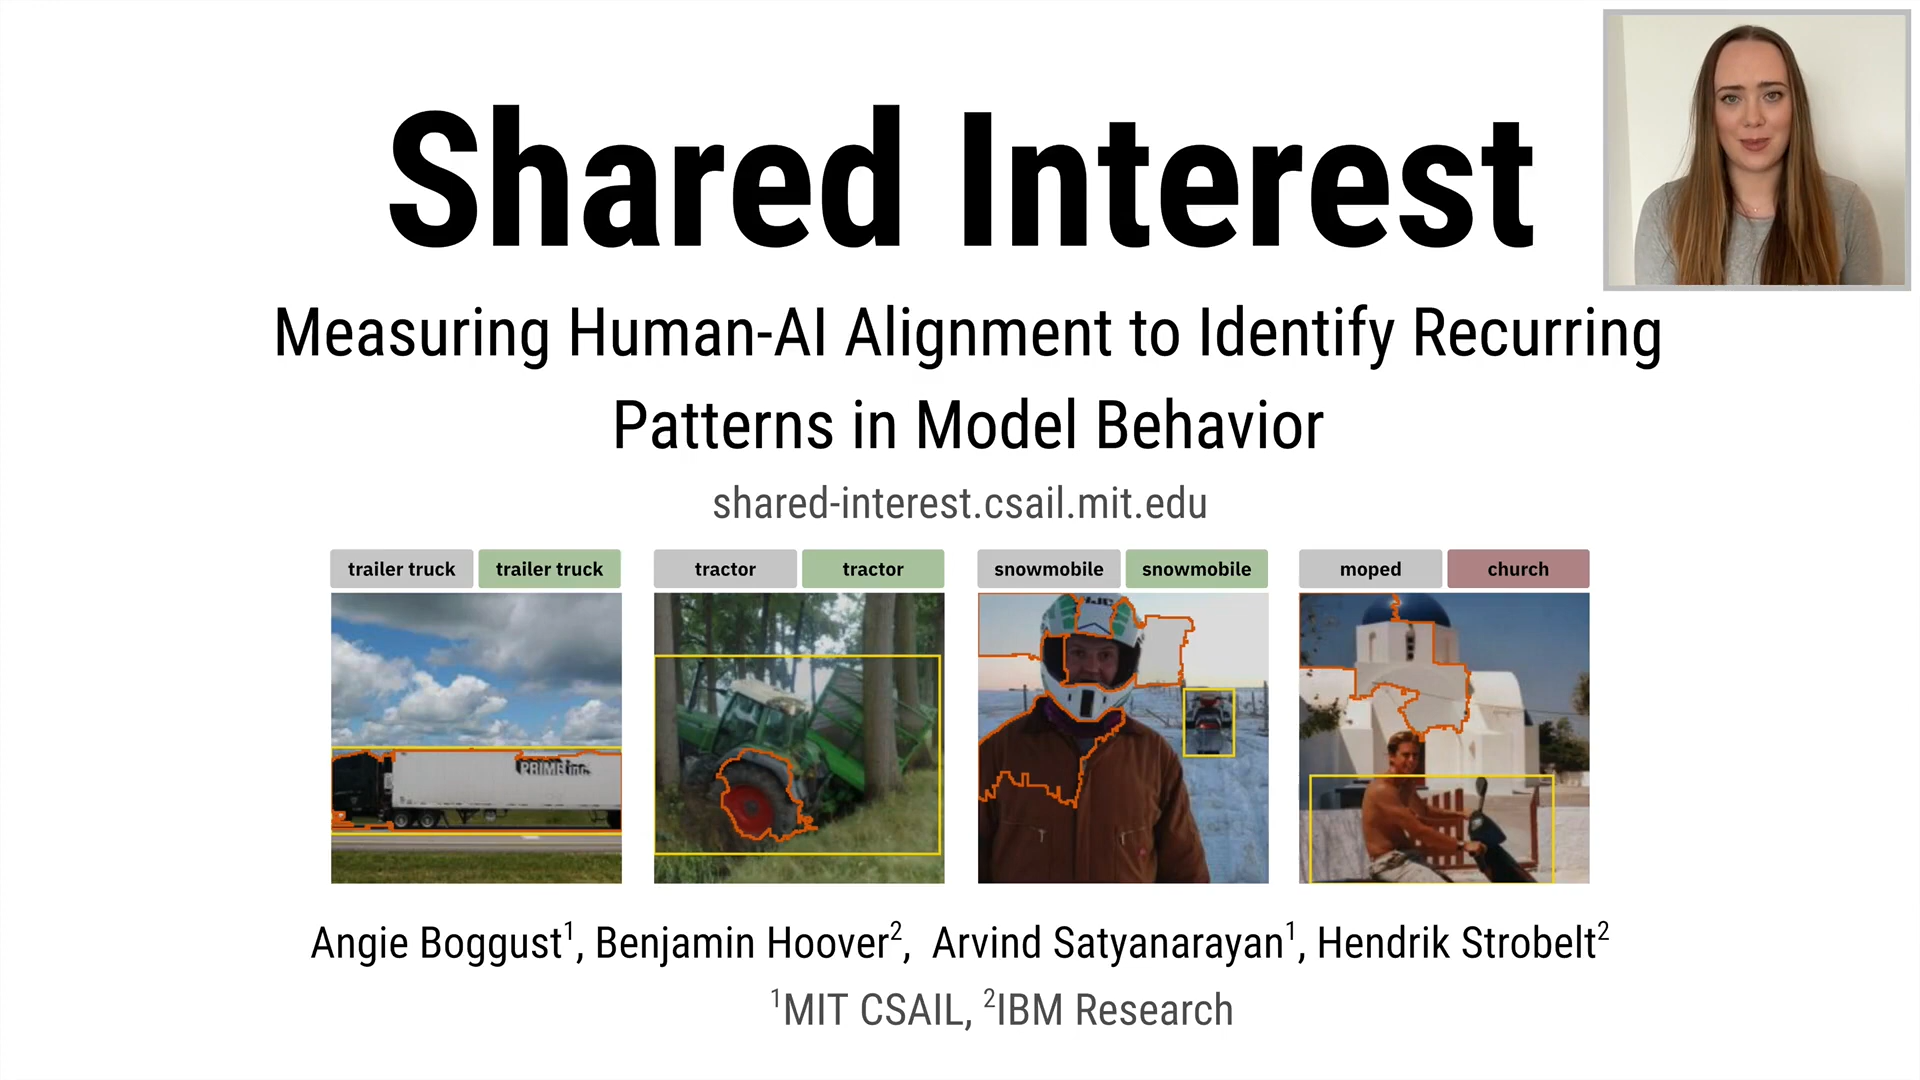 Shared Interest
Measuring Human-AI Alignment to Identify Recurring
Patterns in Model Behavior
shared-interest.csail.mit.edu
trailer truck trailer truck tractor tractor snowmobile snowmobile moped church
PRIME inc.
Angie Boggust¹, Benjamin Hoover², Arvind Satyanarayan¹, Hendrik Strobelt²
¹MIT CSAIL, ²IBM Research